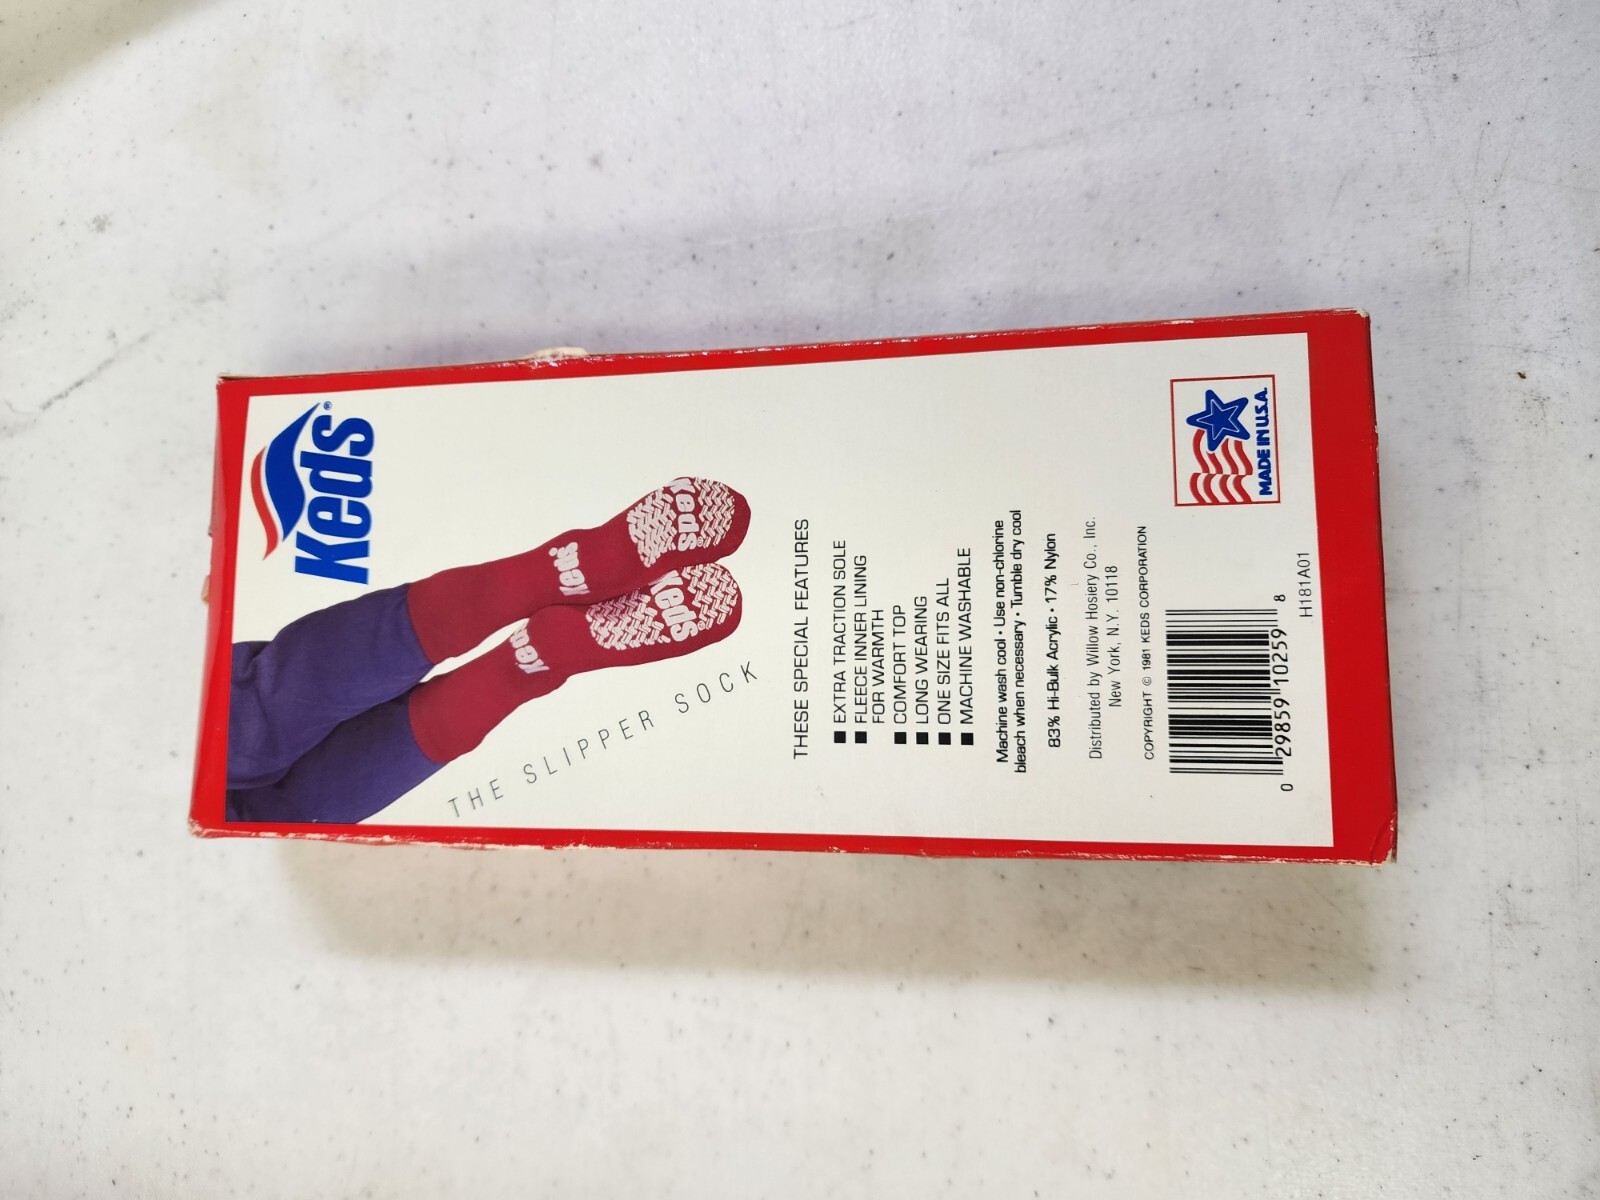 Keds®
Keds®
Keds
Keds
Keds
THE SLIPPER SOCK
THESE SPECIAL FEATURES
■ EXTRA TRACTION SOLE
■ FLEECE INNER LINING
FOR WARMTH
■ COMFORT TOP
■ LONG WEARING
■ ONE SIZE FITS ALL
■ MACHINE WASHABLE
Machine wash cool • Use non-chlorine
bleach when necessary • Tumble dry cool
83% Hi-Bulk Acrylic • 17% Nylon
Distributed by Willow Hosiery Co., Inc.
New York, N.Y. 10118
COPYRIGHT © 1981 KEDS CORPORATION
MADE IN U.S.A.
0 29859 10259 8
H181A01